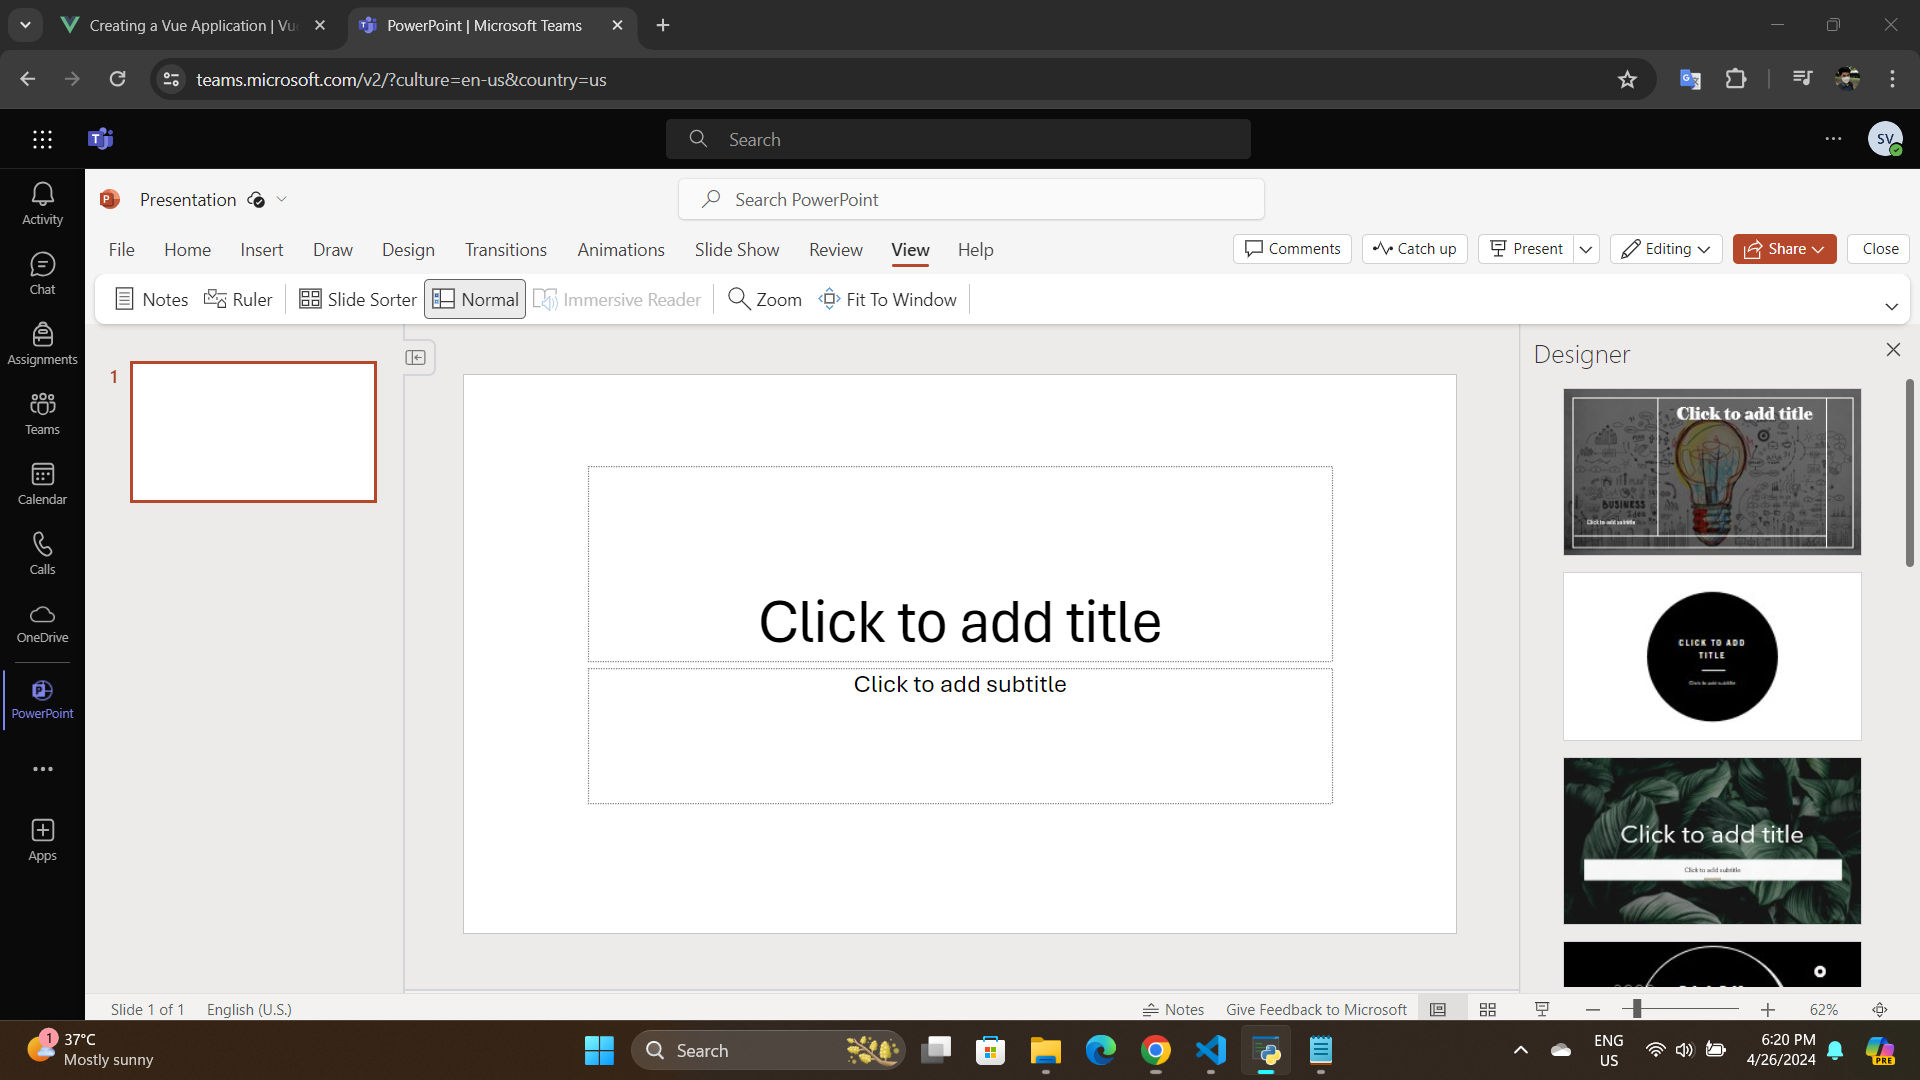 Creating a Vue Application | Vu
PowerPoint | Microsoft Teams
teams.microsoft.com/v2/?culture=en-us&country=us
Search
SV
Activity
Chat
Assignments
Teams
Calendar
Calls
OneDrive
PowerPoint
Apps
Presentation
Search PowerPoint
File Home Insert Draw Design Transitions Animations Slide Show Review View Help
Comments Catch up Present Editing Share Close
Notes Ruler Slide Sorter Normal Immersive Reader Zoom Fit To Window
1
Click to add title
Click to add subtitle
Designer
Click to add title
BUSINESS
Idea
Click to add subtitle
CLICK TO ADD
TITLE
Click to add subtitle
Click to add title
Click to add subtitle
Slide 1 of 1 English (U.S.)
Notes Give Feedback to Microsoft 62%
1
37°C
Mostly sunny
Search
ENG
US
6:20 PM
4/26/2024
PRE